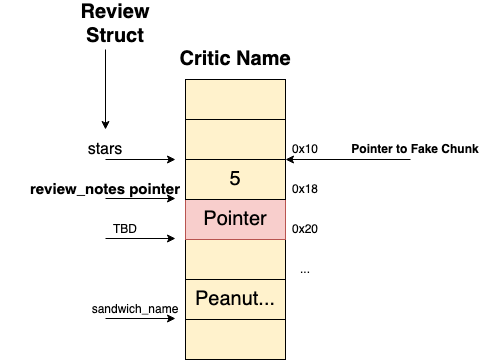 Review
Struct
Critic Name
stars
0x10
Pointer to Fake Chunk
5
review_notes pointer
0x18
Pointer
TBD
0x20
...
Peanut...
sandwich_name